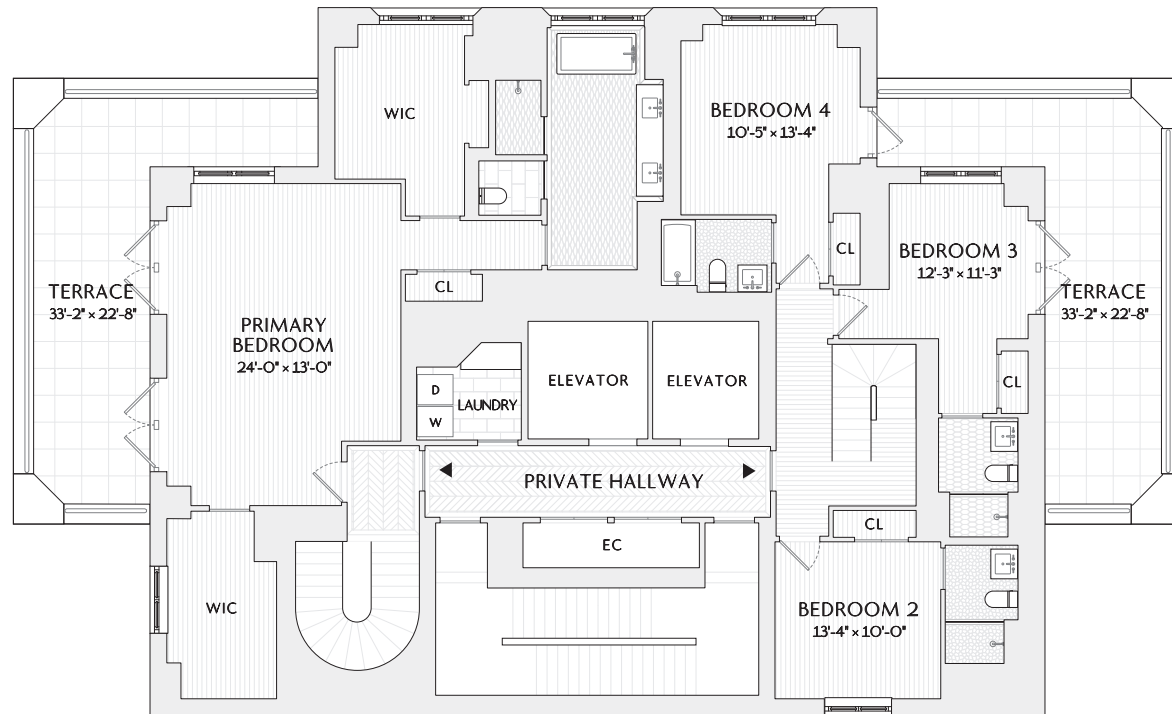 WIC
BEDROOM 4
10'-5" × 13'-4"
CL
BEDROOM 3
12'-3" × 11'-3"
TERRACE
33'-2" × 22'-8"
CL
TERRACE
33'-2" × 22'-8"
PRIMARY
BEDROOM
24'-0" × 13'-0"
ELEVATOR
ELEVATOR
D
W
LAUNDRY
CL
PRIVATE HALLWAY
CL
EC
WIC
BEDROOM 2
13'-4" × 10'-0"